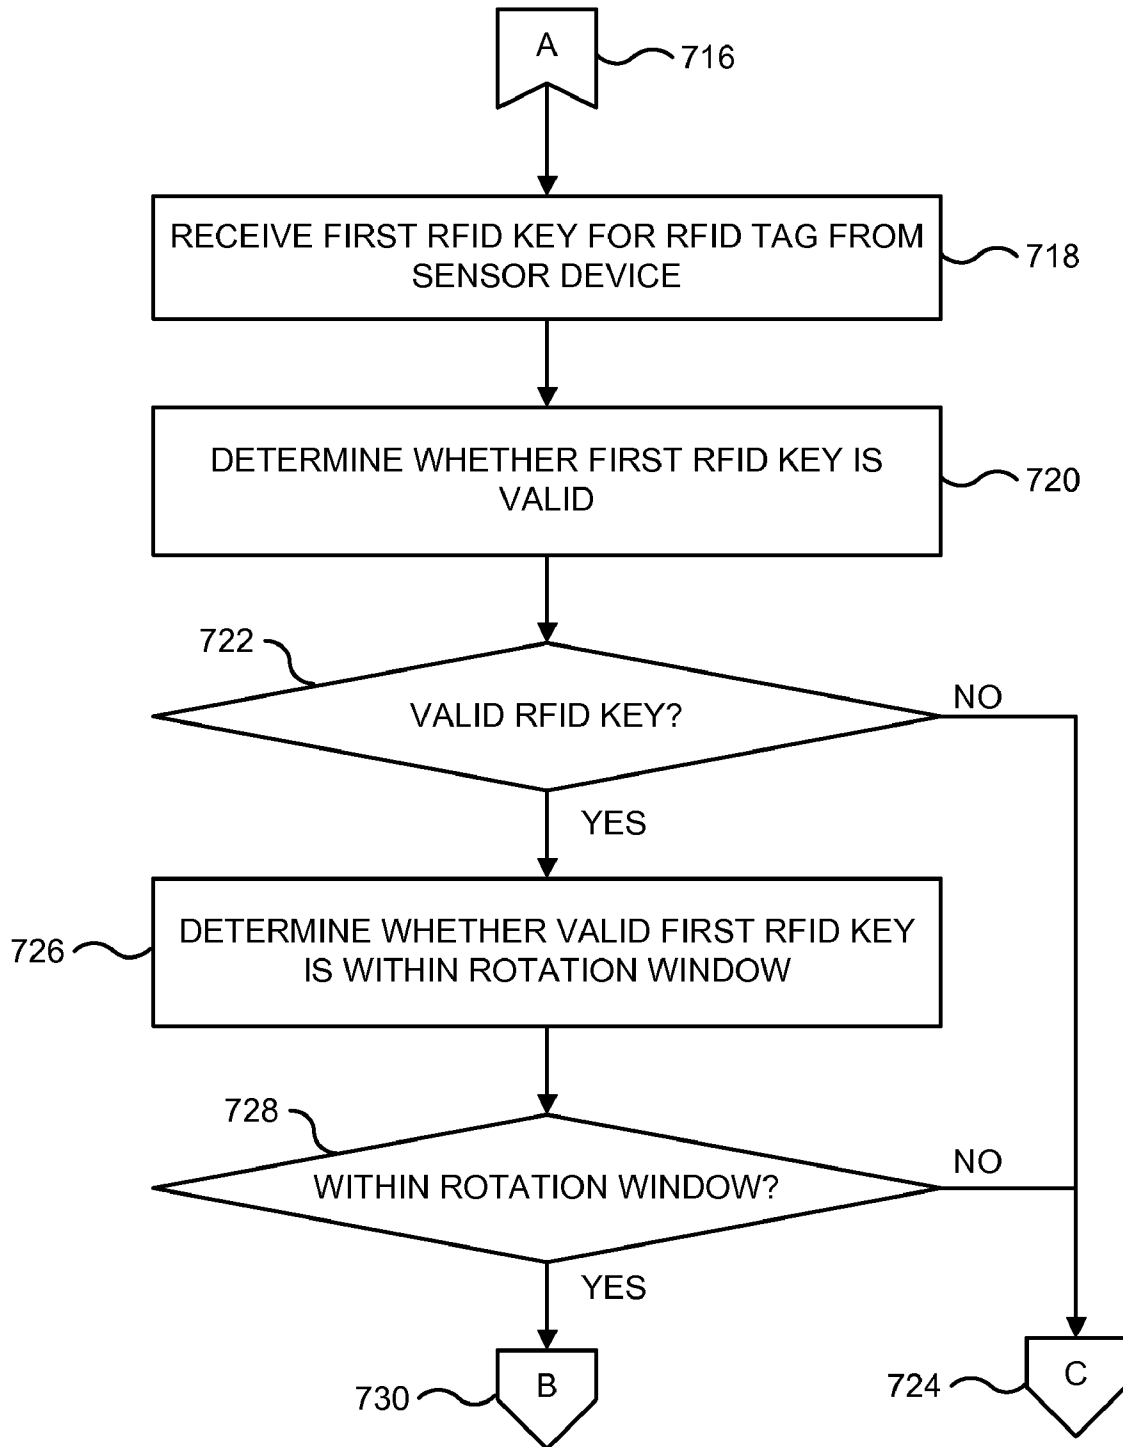 A
716
RECEIVE FIRST RFID KEY FOR RFID TAG FROM
SENSOR DEVICE
718
DETERMINE WHETHER FIRST RFID KEY IS
VALID
720
722
VALID RFID KEY?
NO
YES
726
DETERMINE WHETHER VALID FIRST RFID KEY
IS WITHIN ROTATION WINDOW
728
WITHIN ROTATION WINDOW?
NO
YES
730
B
724
C